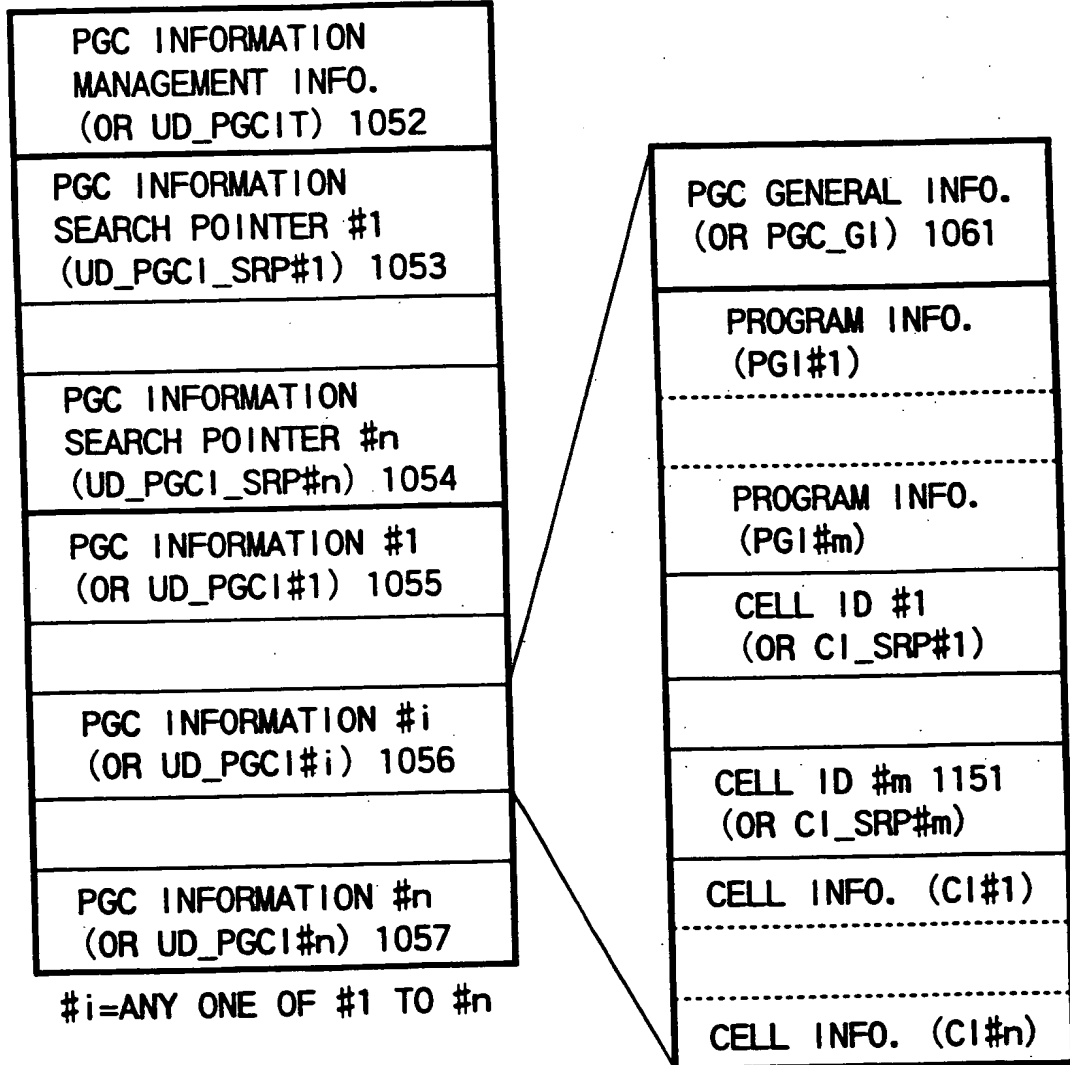 PGC INFORMATION
MANAGEMENT INFO.
(OR UD_PGCIT) 1052
PGC INFORMATION
SEARCH POINTER #1
(UD_PGCI_SRP#1) 1053
PGC INFORMATION
SEARCH POINTER #n
(UD_PGCI_SRP#n) 1054
PGC INFORMATION #1
(OR UD_PGCI#1) 1055
PGC INFORMATION #i
(OR UD_PGCI#i) 1056
PGC INFORMATION #n
(OR UD_PGCI#n) 1057
#i=ANY ONE OF #1 TO #n
PGC GENERAL INFO.
(OR PGC_GI) 1061
PROGRAM INFO.
(PGI#1)
PROGRAM INFO.
(PGI#m)
CELL ID #1
(OR CI_SRP#1)
CELL ID #m 1151
(OR CI_SRP#m)
CELL INFO. (CI#1)
CELL INFO. (CI#n)